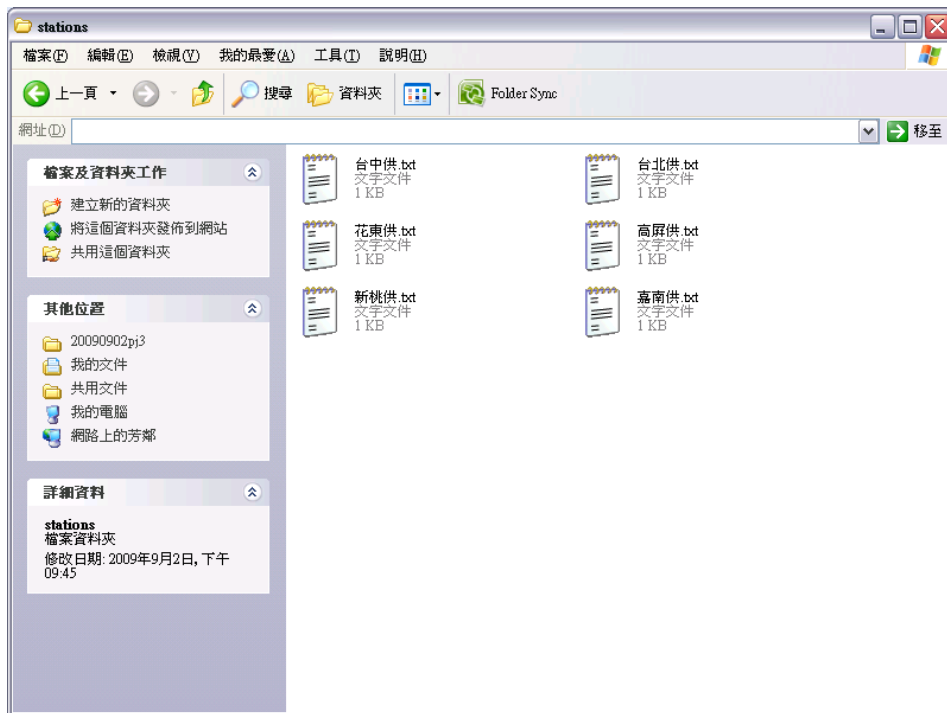 stations
檔案(F) 編輯(E) 檢視(V) 我的最愛(A) 工具(T) 說明(H)
上一頁 搜尋 資料夾 Folder Sync
網址(D) 移至
檔案及資料夾工作
建立新的資料夾
將這個資料夾發佈到網站
共用這個資料夾
其他位置
20090902pj3
我的文件
共用文件
我的電腦
網路上的芳鄰
詳細資料
stations
檔案資料夾
修改日期: 2009年9月2日, 下午
09:45
台中供.txt
文字文件
1 KB
台北供.txt
文字文件
1 KB
花東供.txt
文字文件
1 KB
高屏供.txt
文字文件
1 KB
新桃供.txt
文字文件
1 KB
嘉南供.txt
文字文件
1 KB